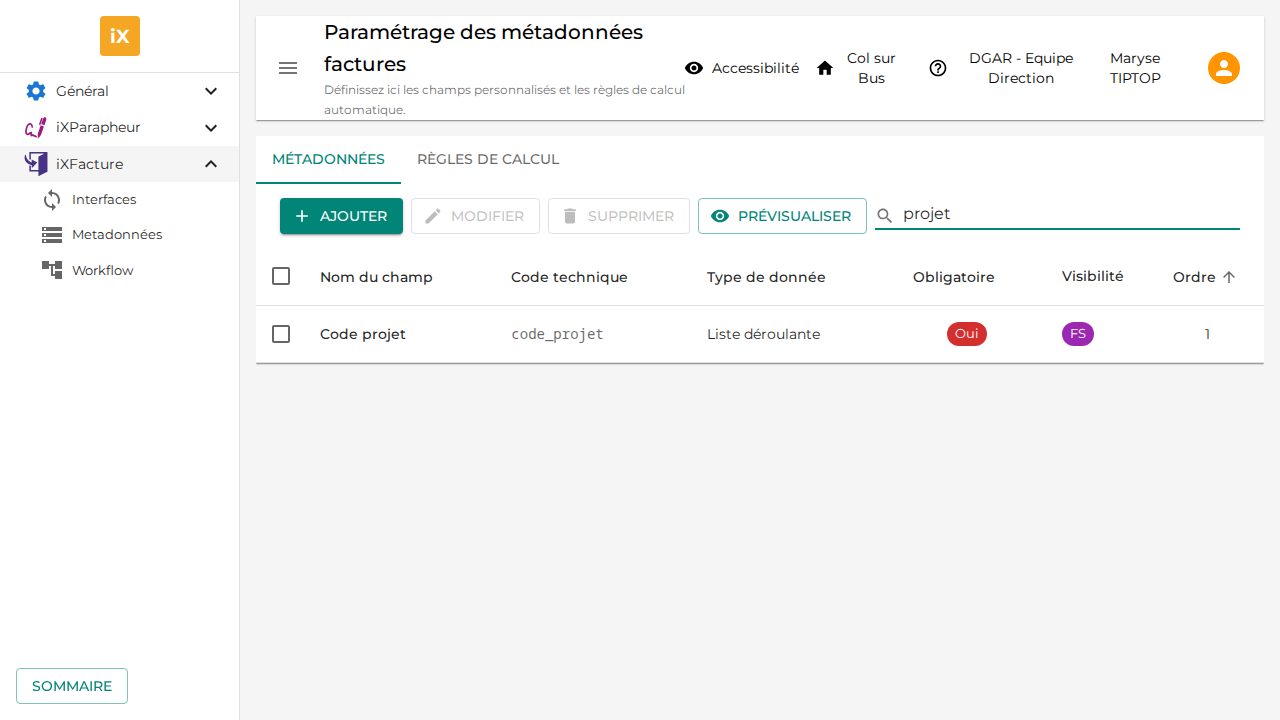 iX
Général
iXParapheur
iXFacture
Interfaces
Metadonnées
Workflow
SOMMAIRE
Paramétrage des métadonnées
factures
Définissez ici les champs personnalisés et les règles de calcul
automatique.
Accessibilité
Col sur
Bus
DGAR - Equipe
Direction
Maryse
TIPTOP
MÉTADONNÉES
RÈGLES DE CALCUL
AJOUTER
MODIFIER
SUPPRIMER
PRÉVISUALISER
projet
Nom du champ
Code technique
Type de donnée
Obligatoire
Visibilité
Ordre
Code projet
code_projet
Liste déroulante
Oui
FS
1